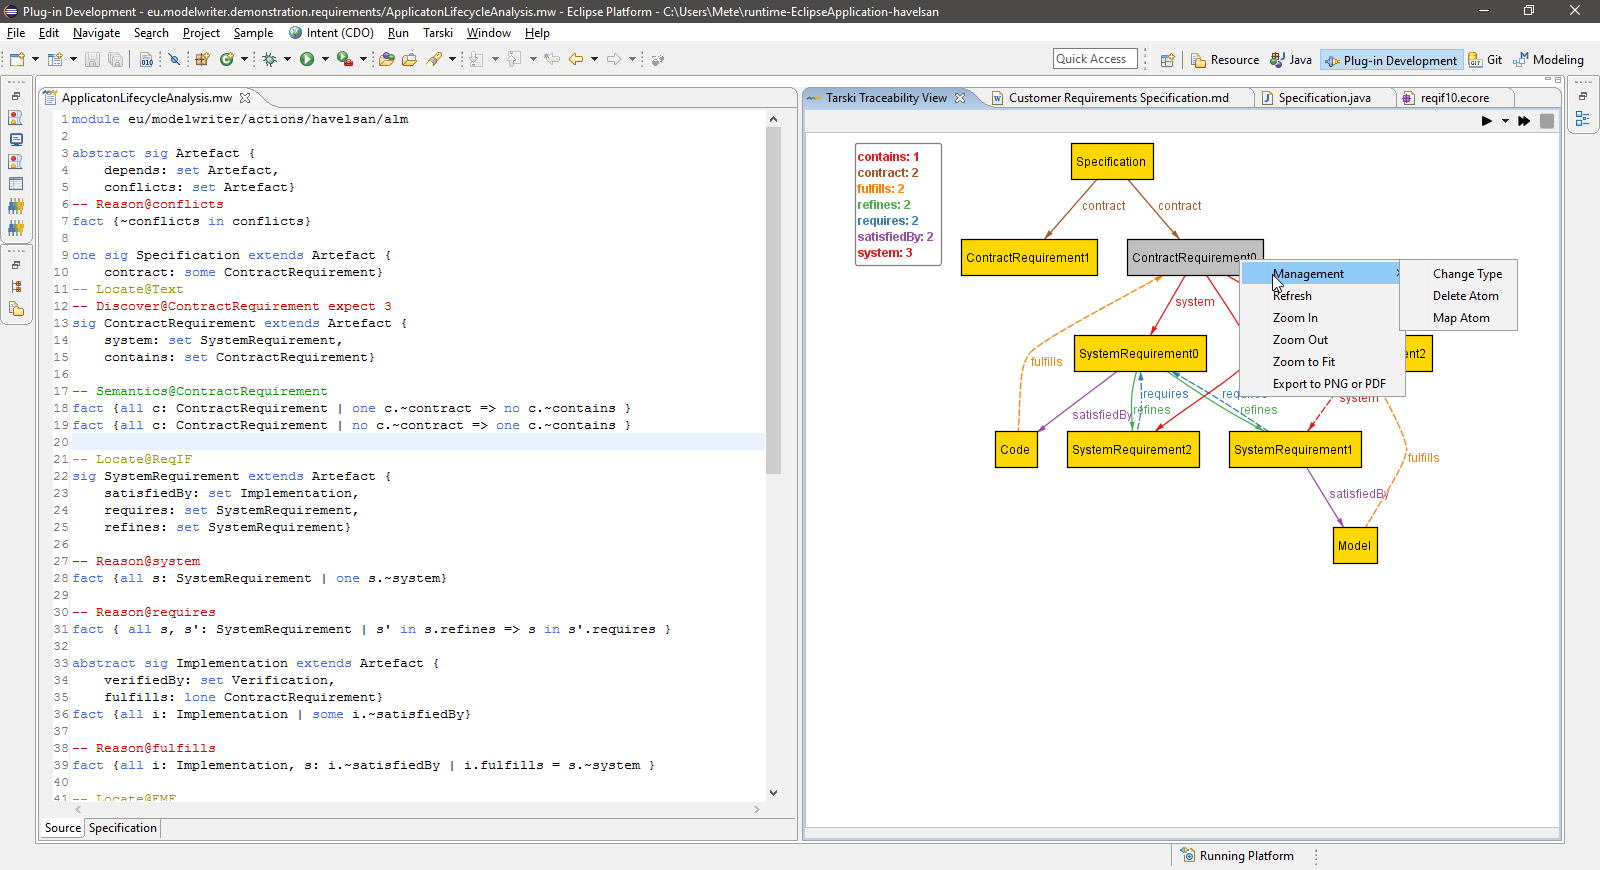 Plug-in Development - eu.modelwriter.demonstration.requirements/ApplicatonLifecycleAnalysis.mw - Eclipse Platform - C:\Users\Mete\runtime-EclipseApplication-havelsan
File Edit Navigate Search Project Sample Intent (CDO) Run Tarski Window Help
Quick Access Resource Java Plug-in Development Git Modeling
ApplicatonLifecycleAnalysis.mw
1 module eu/modelwriter/actions/havelsan/alm
2
3 abstract sig Artefact {
4     depends: set Artefact,
5     conflicts: set Artefact}
6 -- Reason@conflicts
7 fact {~conflicts in conflicts}
8
9 one sig Specification extends Artefact {
10     contract: some ContractRequirement}
11 -- Locate@Text
12 -- Discover@ContractRequirement expect 3
13 sig ContractRequirement extends Artefact {
14     system: set SystemRequirement,
15     contains: set ContractRequirement}
16
17 -- Semantics@ContractRequirement
18 fact {all c: ContractRequirement | one c.~contract => no c.~contains }
19 fact {all c: ContractRequirement | no c.~contract => one c.~contains }
20
21 -- Locate@ReqIF
22 sig SystemRequirement extends Artefact {
23     satisfiedBy: set Implementation,
24     requires: set SystemRequirement,
25     refines: set SystemRequirement}
26
27 -- Reason@system
28 fact {all s: SystemRequirement | one s.~system}
29
30 -- Reason@requires
31 fact { all s, s': SystemRequirement | s' in s.refines => s in s'.requires }
32
33 abstract sig Implementation extends Artefact {
34     verifiedBy: set Verification,
35     fulfills: lone ContractRequirement}
36 fact {all i: Implementation | some i.~satisfiedBy}
37
38 -- Reason@fulfills
39 fact {all i: Implementation, s: i.~satisfiedBy | i.fulfills = s.~system }
40
41 -- Locate@EMF
Source Specification
Tarski Traceability View Customer Requirements Specification.md Specification.java reqif10.ecore
contains: 1
contract: 2
fulfills: 2
refines: 2
requires: 2
satisfiedBy: 2
system: 3
Specification
contract contract
ContractRequirement1 ContractRequirement0
Management
Refresh
Zoom In
Zoom Out
Zoom to Fit
Export to PNG or PDF
Change Type
Delete Atom
Map Atom
system
SystemRequirement0 nt2
fulfills
requires
system
satisfiedBy refines refines
Code SystemRequirement2 SystemRequirement1
fulfills
satisfiedBy
Model
Running Platform
010